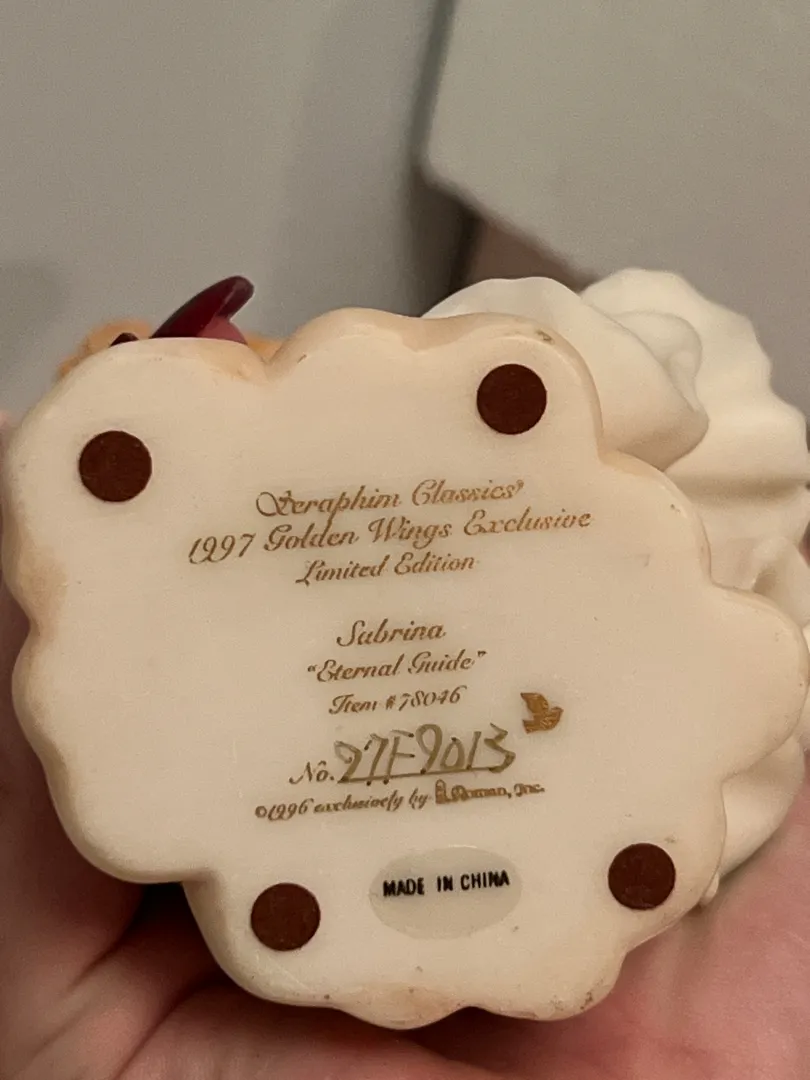 Seraphim Classics®
1997 Golden Wings Exclusive
Limited Edition
Sabrina
"Eternal Guide"
Item #78046
No. 27F9013
©1996 exclusively by Roman, Inc.
MADE IN CHINA